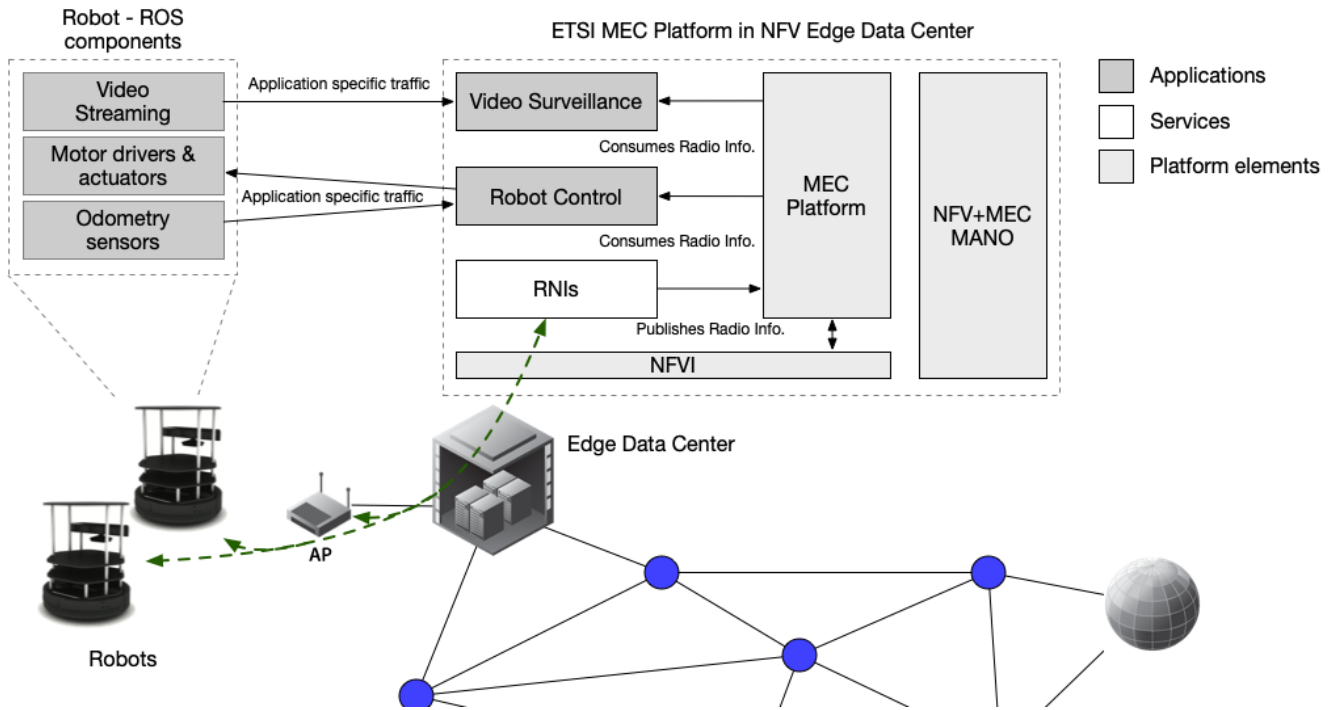 Robot - ROS
components
ETSI MEC Platform in NFV Edge Data Center
Video
Streaming
Application specific traffic
Video Surveillance
Applications
Services
Platform elements
Motor drivers &
actuators
Consumes Radio Info.
Application specific traffic
Robot Control
MEC
Platform
NFV+MEC
MANO
Odometry
sensors
Consumes Radio Info.
RNIs
Publishes Radio Info.
NFVI
Edge Data Center
AP
Robots